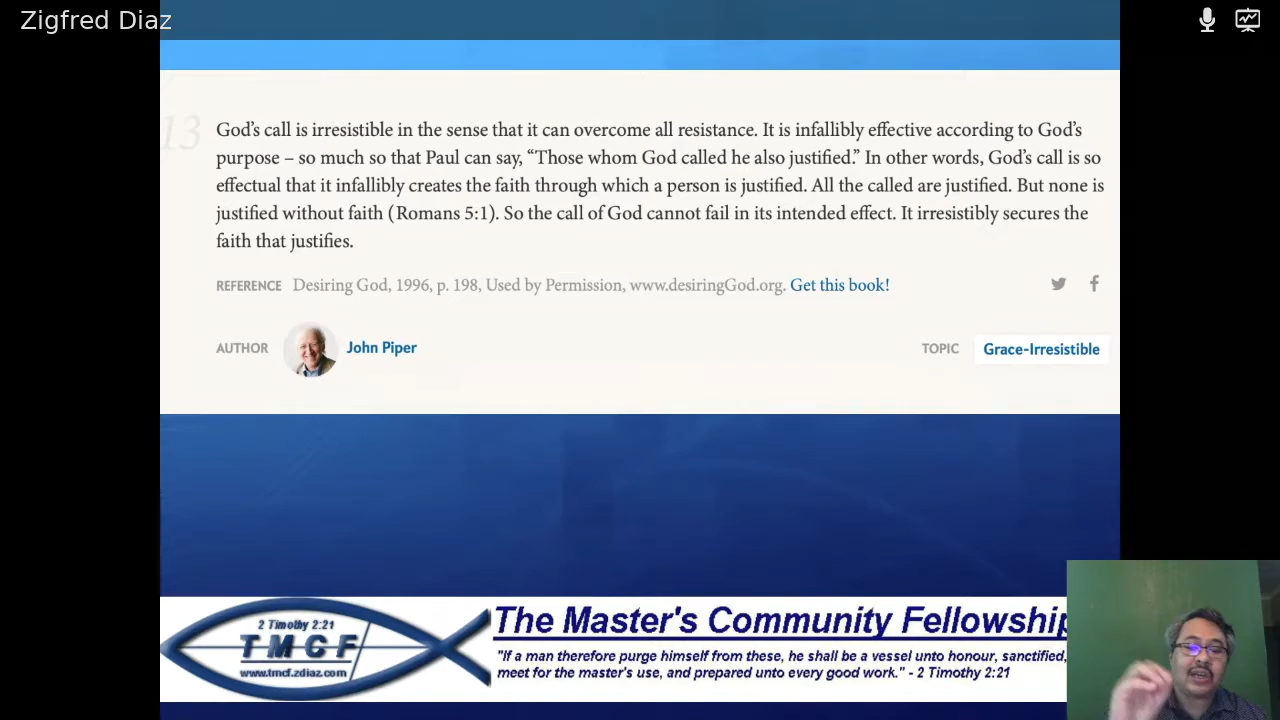 Zigfred Diaz
13
God's call is irresistible in the sense that it can overcome all resistance. It is infallibly effective according to God's
purpose – so much so that Paul can say, “Those whom God called he also justified.” In other words, God's call is so
effectual that it infallibly creates the faith through which a person is justified. All the called are justified. But none is
justified without faith (Romans 5:1). So the call of God cannot fail in its intended effect. It irresistibly secures the
faith that justifies.
REFERENCE Desiring God, 1996, p. 198, Used by Permission, www.desiringGod.org. Get this book!
AUTHOR John Piper TOPIC Grace-Irresistible
2 Timothy 2:21
TMCF
www.tmcf.zdiaz.com
The Master's Community Fellowship
"If a man therefore purge himself from these, he shall be a vessel unto honour, sanctified,
meet for the master's use, and prepared unto every good work." - 2 Timothy 2:21